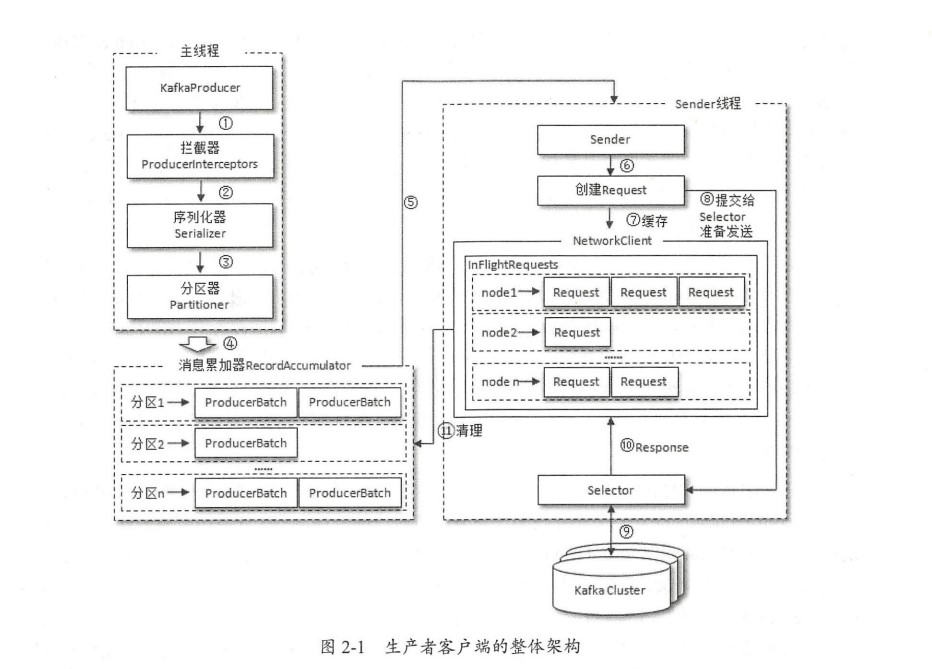 主线程
KafkaProducer
①
拦截器
ProducerInterceptors
②
序列化器
Serializer
③
分区器
Partitioner
④
消息累加器RecordAccumulator
分区1 ProducerBatch ProducerBatch
分区2 ProducerBatch
......
分区n ProducerBatch ProducerBatch
⑤
Sender线程
Sender
⑥
创建Request
⑦缓存
⑧提交给
Selector
准备发送
NetworkClient
InFlightRequests
node1 Request Request Request
node2 Request
......
node n Request Request
⑪清理
⑩Response
Selector
⑨
Kafka Cluster
图 2-1 生产者客户端的整体架构